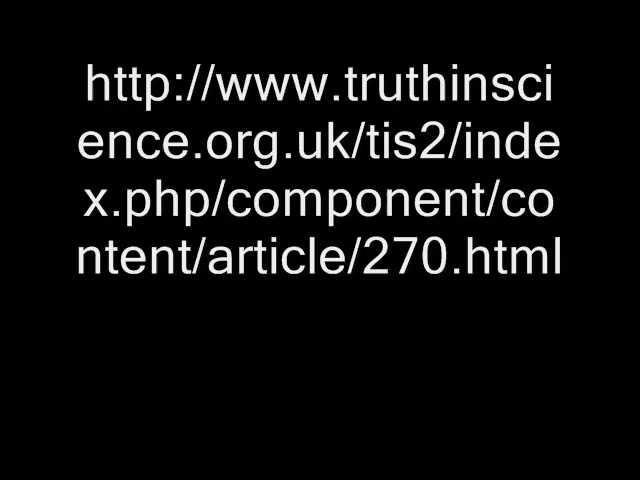 http://www.truthinsci
ence.org.uk/tis2/inde
x.php/component/co
ntent/article/270.html